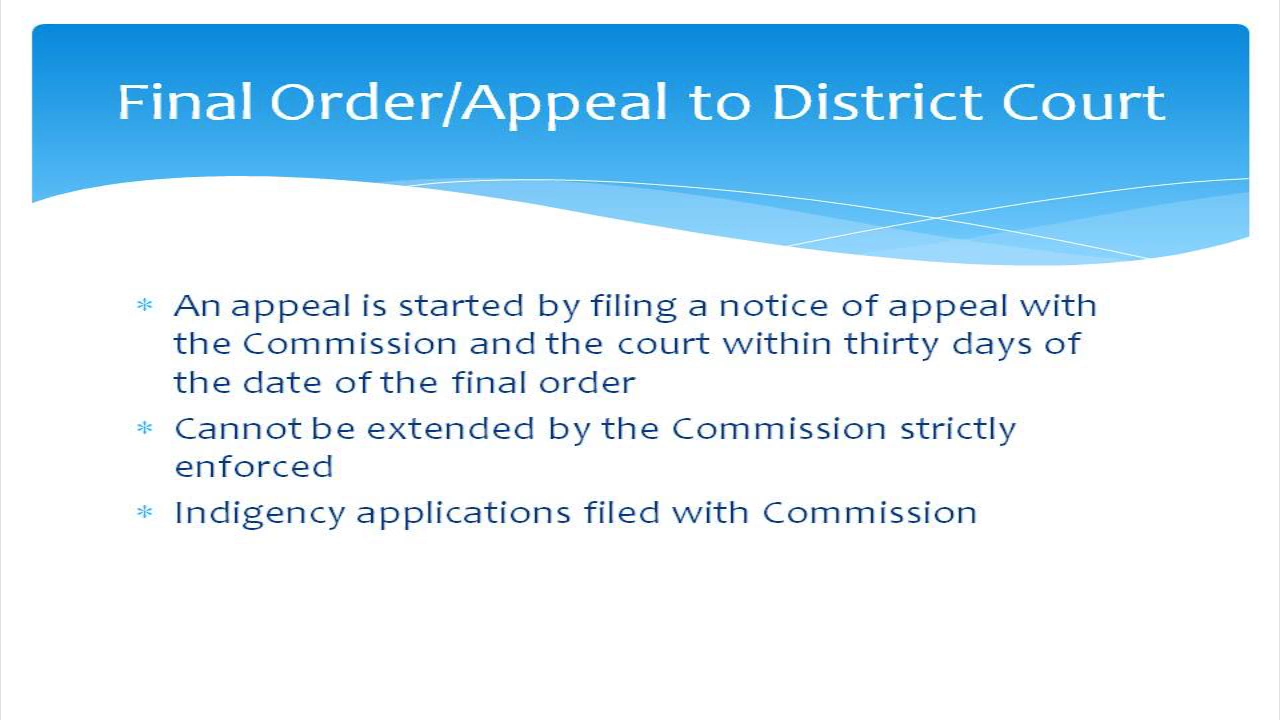 Final Order/Appeal to District Court
* An appeal is started by filing a notice of appeal with
the Commission and the court within thirty days of
the date of the final order
* Cannot be extended by the Commission strictly
enforced
* Indigency applications filed with Commission